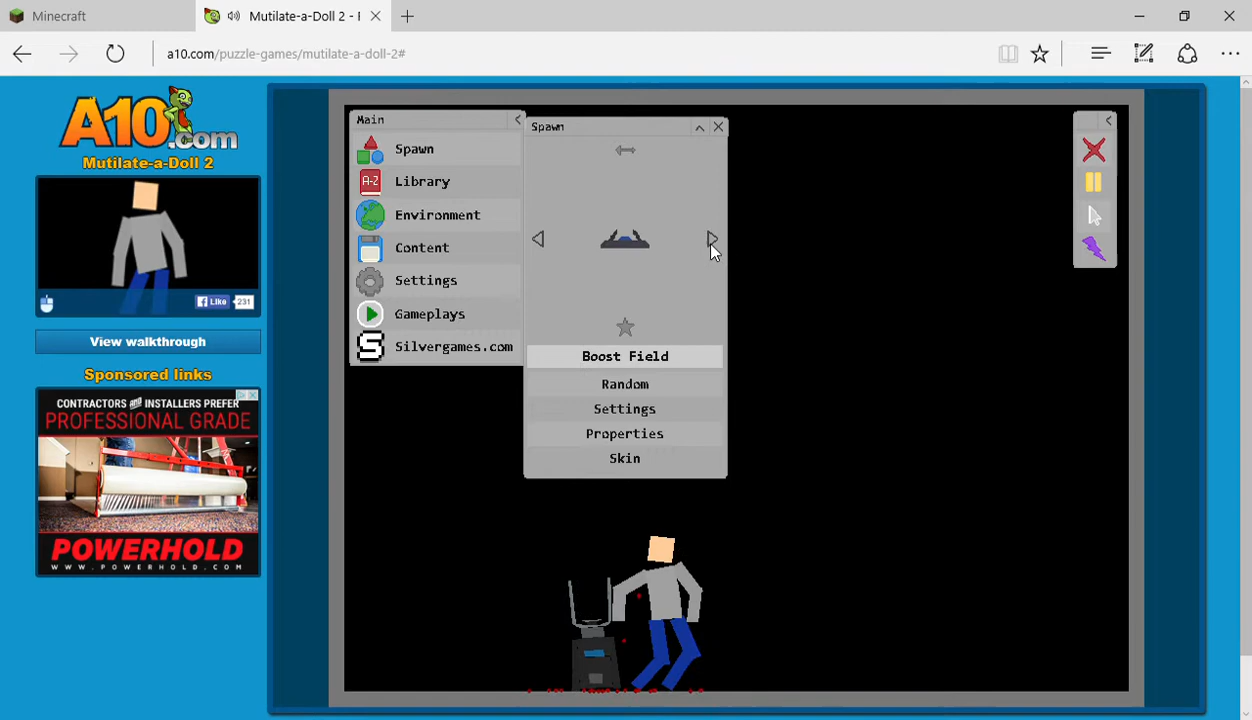 Minecraft
Mutilate-a-Doll 2 - F
a10.com/puzzle-games/mutilate-a-doll-2#
A10.com
Mutilate-a-Doll 2
Like 231
View walkthrough
Sponsored links
CONTRACTORS AND INSTALLERS PREFER
PROFESSIONAL GRADE
POWERHOLD
WWW.POWERHOLD.COM
Main
Spawn
A-Z Library
Environment
Content
Settings
Gameplays
S Silvergames.com
Spawn
Boost Field
Random
Settings
Properties
Skin